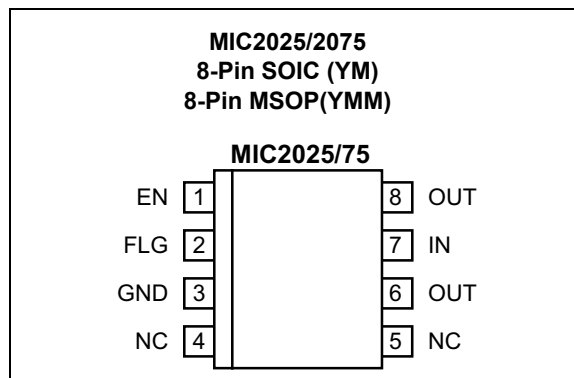 MIC2025/2075
8-Pin SOIC (YM)
8-Pin MSOP(YMM)
MIC2025/75
EN 1 8 OUT
FLG 2 7 IN
GND 3 6 OUT
NC 4 5 NC